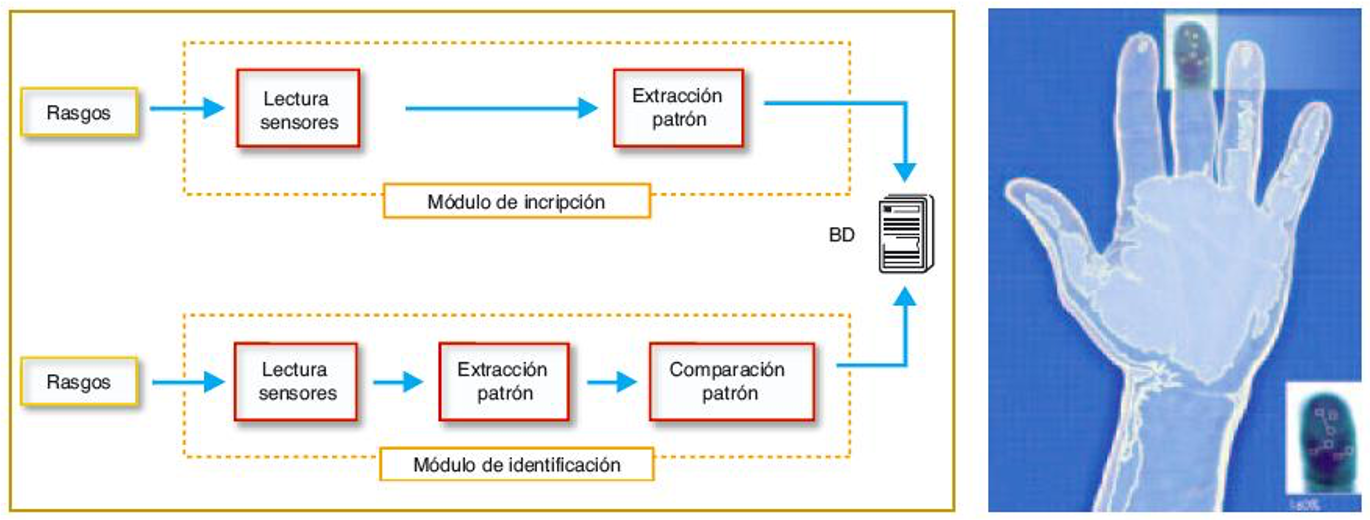 Rasgos
Lectura
sensores
Extracción
patrón
Módulo de incripción
BD
Rasgos
Lectura
sensores
Extracción
patrón
Comparación
patrón
Módulo de identificación